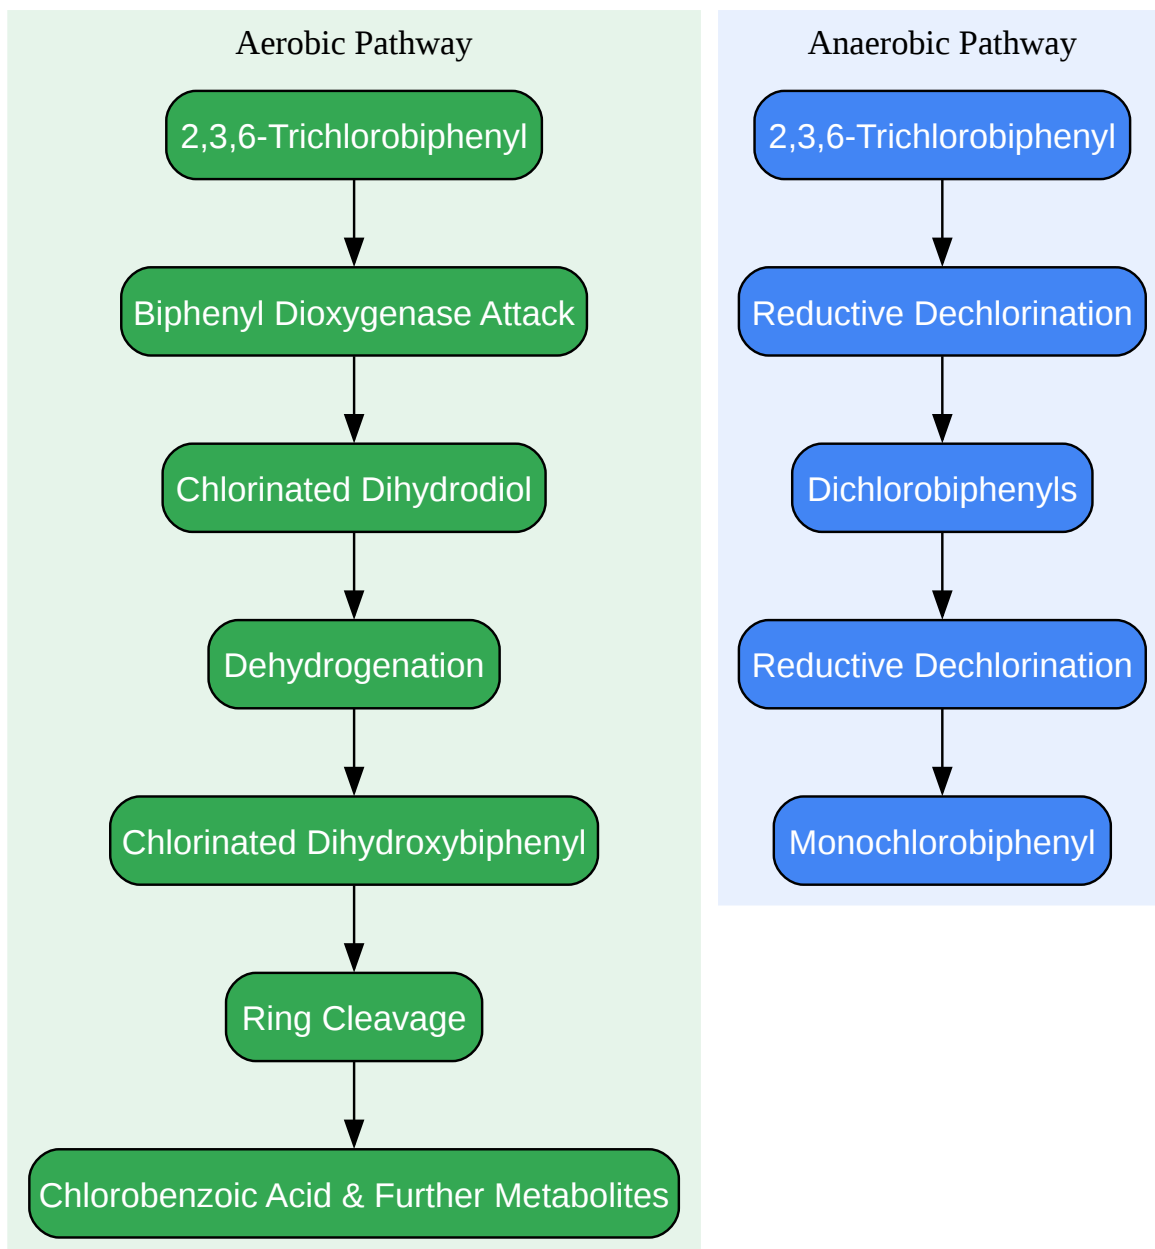 Aerobic Pathway
2,3,6-Trichlorobiphenyl
Biphenyl Dioxygenase Attack
Chlorinated Dihydrodiol
Dehydrogenation
Chlorinated Dihydroxybiphenyl
Ring Cleavage
Chlorobenzoic Acid & Further Metabolites
Anaerobic Pathway
2,3,6-Trichlorobiphenyl
Reductive Dechlorination
Dichlorobiphenyls
Reductive Dechlorination
Monochlorobiphenyl